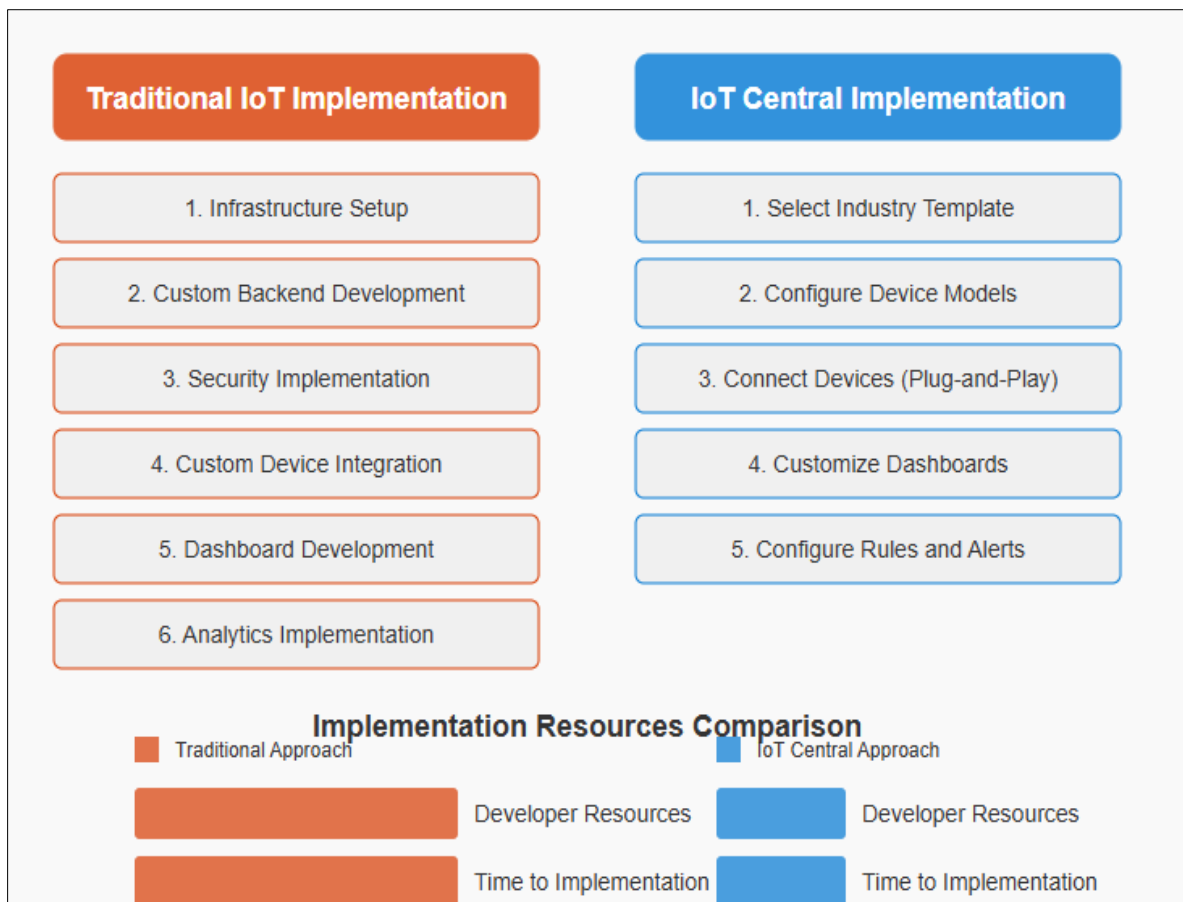 Traditional IoT Implementation
IoT Central Implementation
1. Infrastructure Setup
1. Select Industry Template
2. Custom Backend Development
2. Configure Device Models
3. Security Implementation
3. Connect Devices (Plug-and-Play)
4. Custom Device Integration
4. Customize Dashboards
5. Dashboard Development
5. Configure Rules and Alerts
6. Analytics Implementation
Implementation Resources Comparison
Traditional Approach
IoT Central Approach
Developer Resources
Developer Resources
Time to Implementation
Time to Implementation